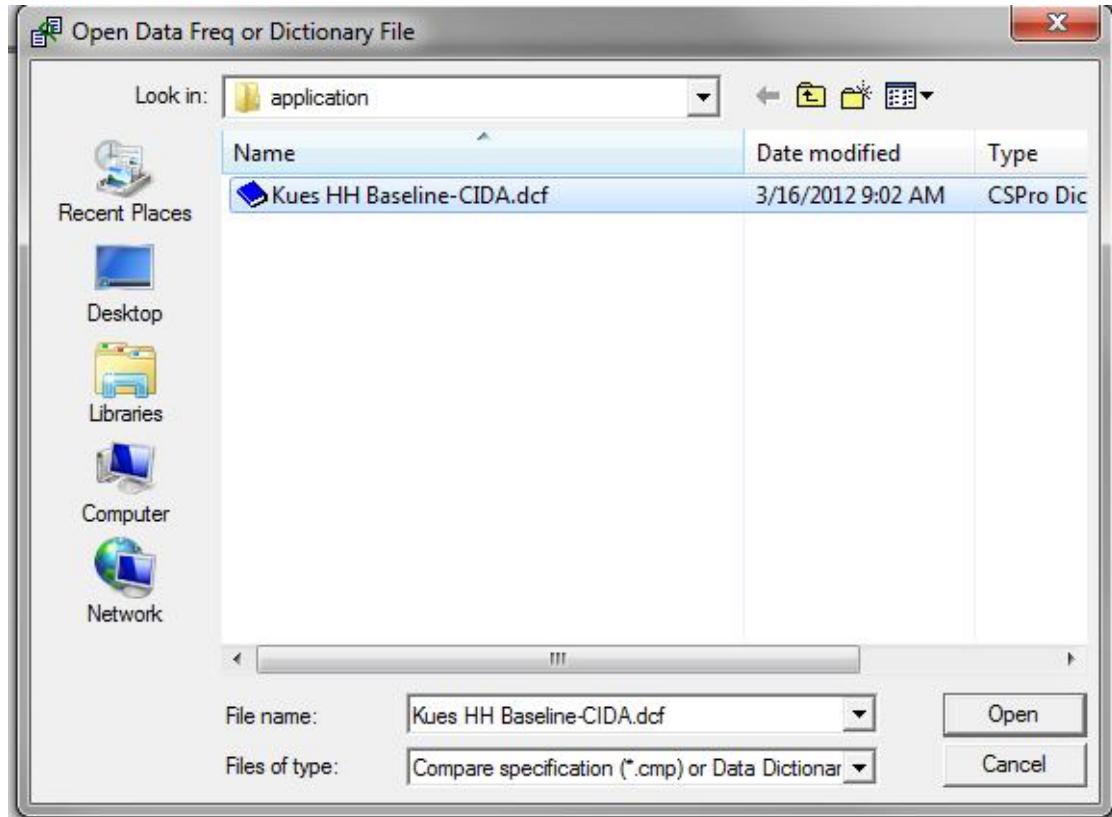 Open Data Freq or Dictionary File
Look in: application
Name Date modified Type
Kues HH Baseline-CIDA.dcf 3/16/2012 9:02 AM CSPro Dic
Recent Places
Desktop
Libraries
Computer
Network
File name: Kues HH Baseline-CIDA.dcf Open
Files of type: Compare specification (*.cmp) or Data Dictionar Cancel